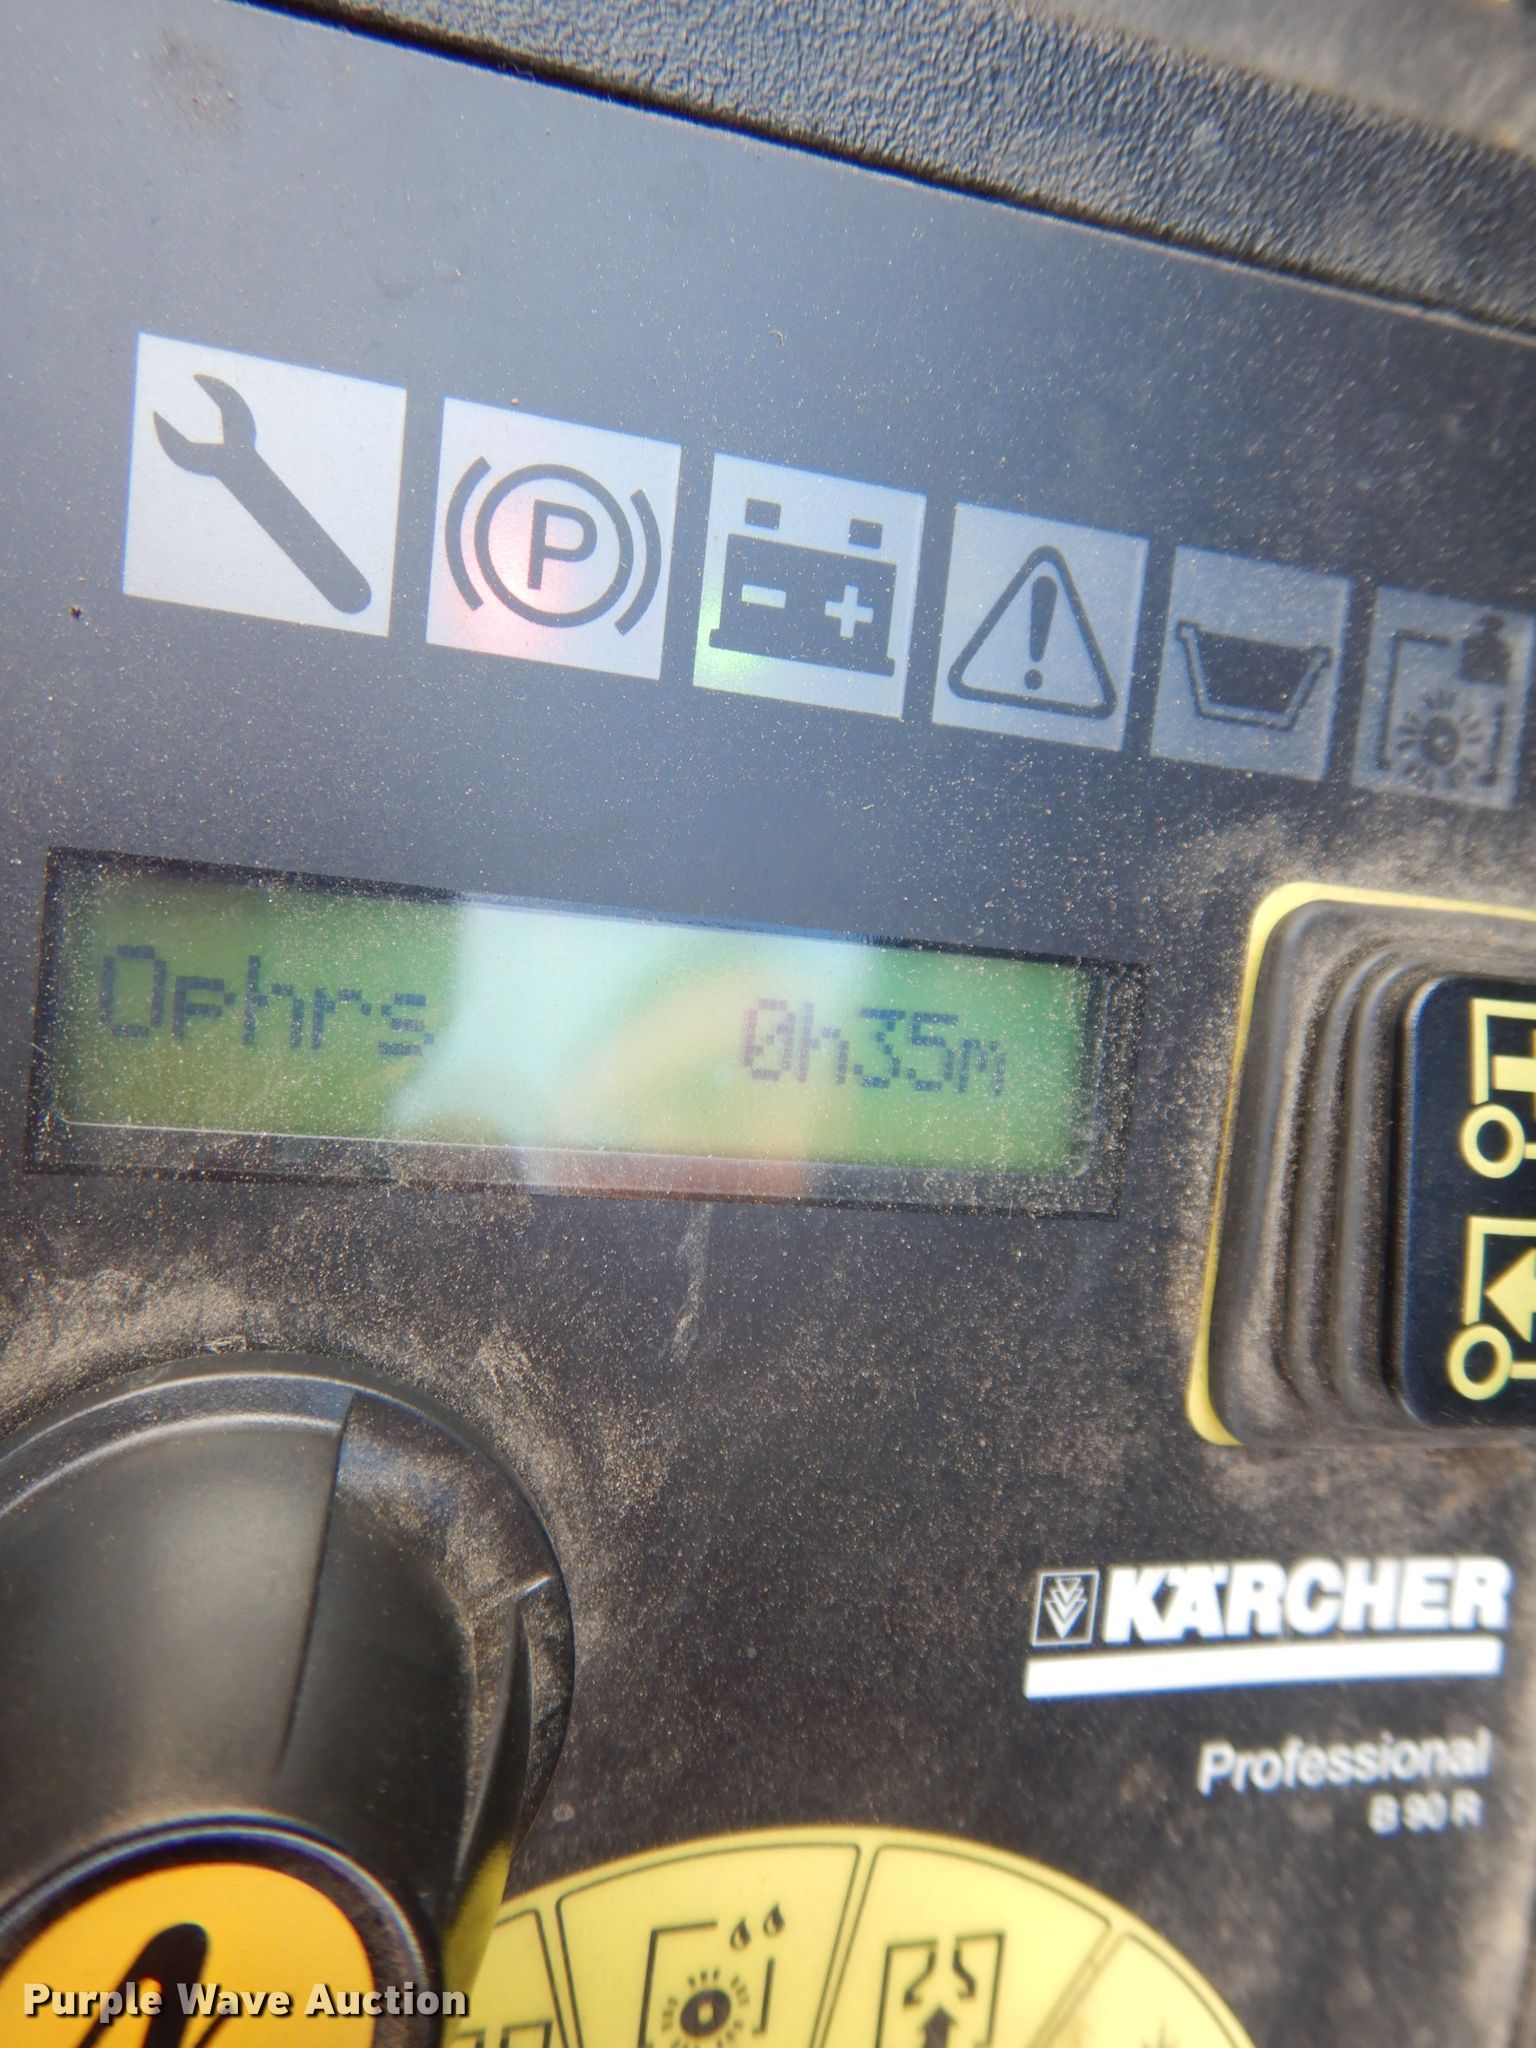 P
Ophrs 0h35m
KÄRCHER
Professional
B 90 R
Purple Wave Auction